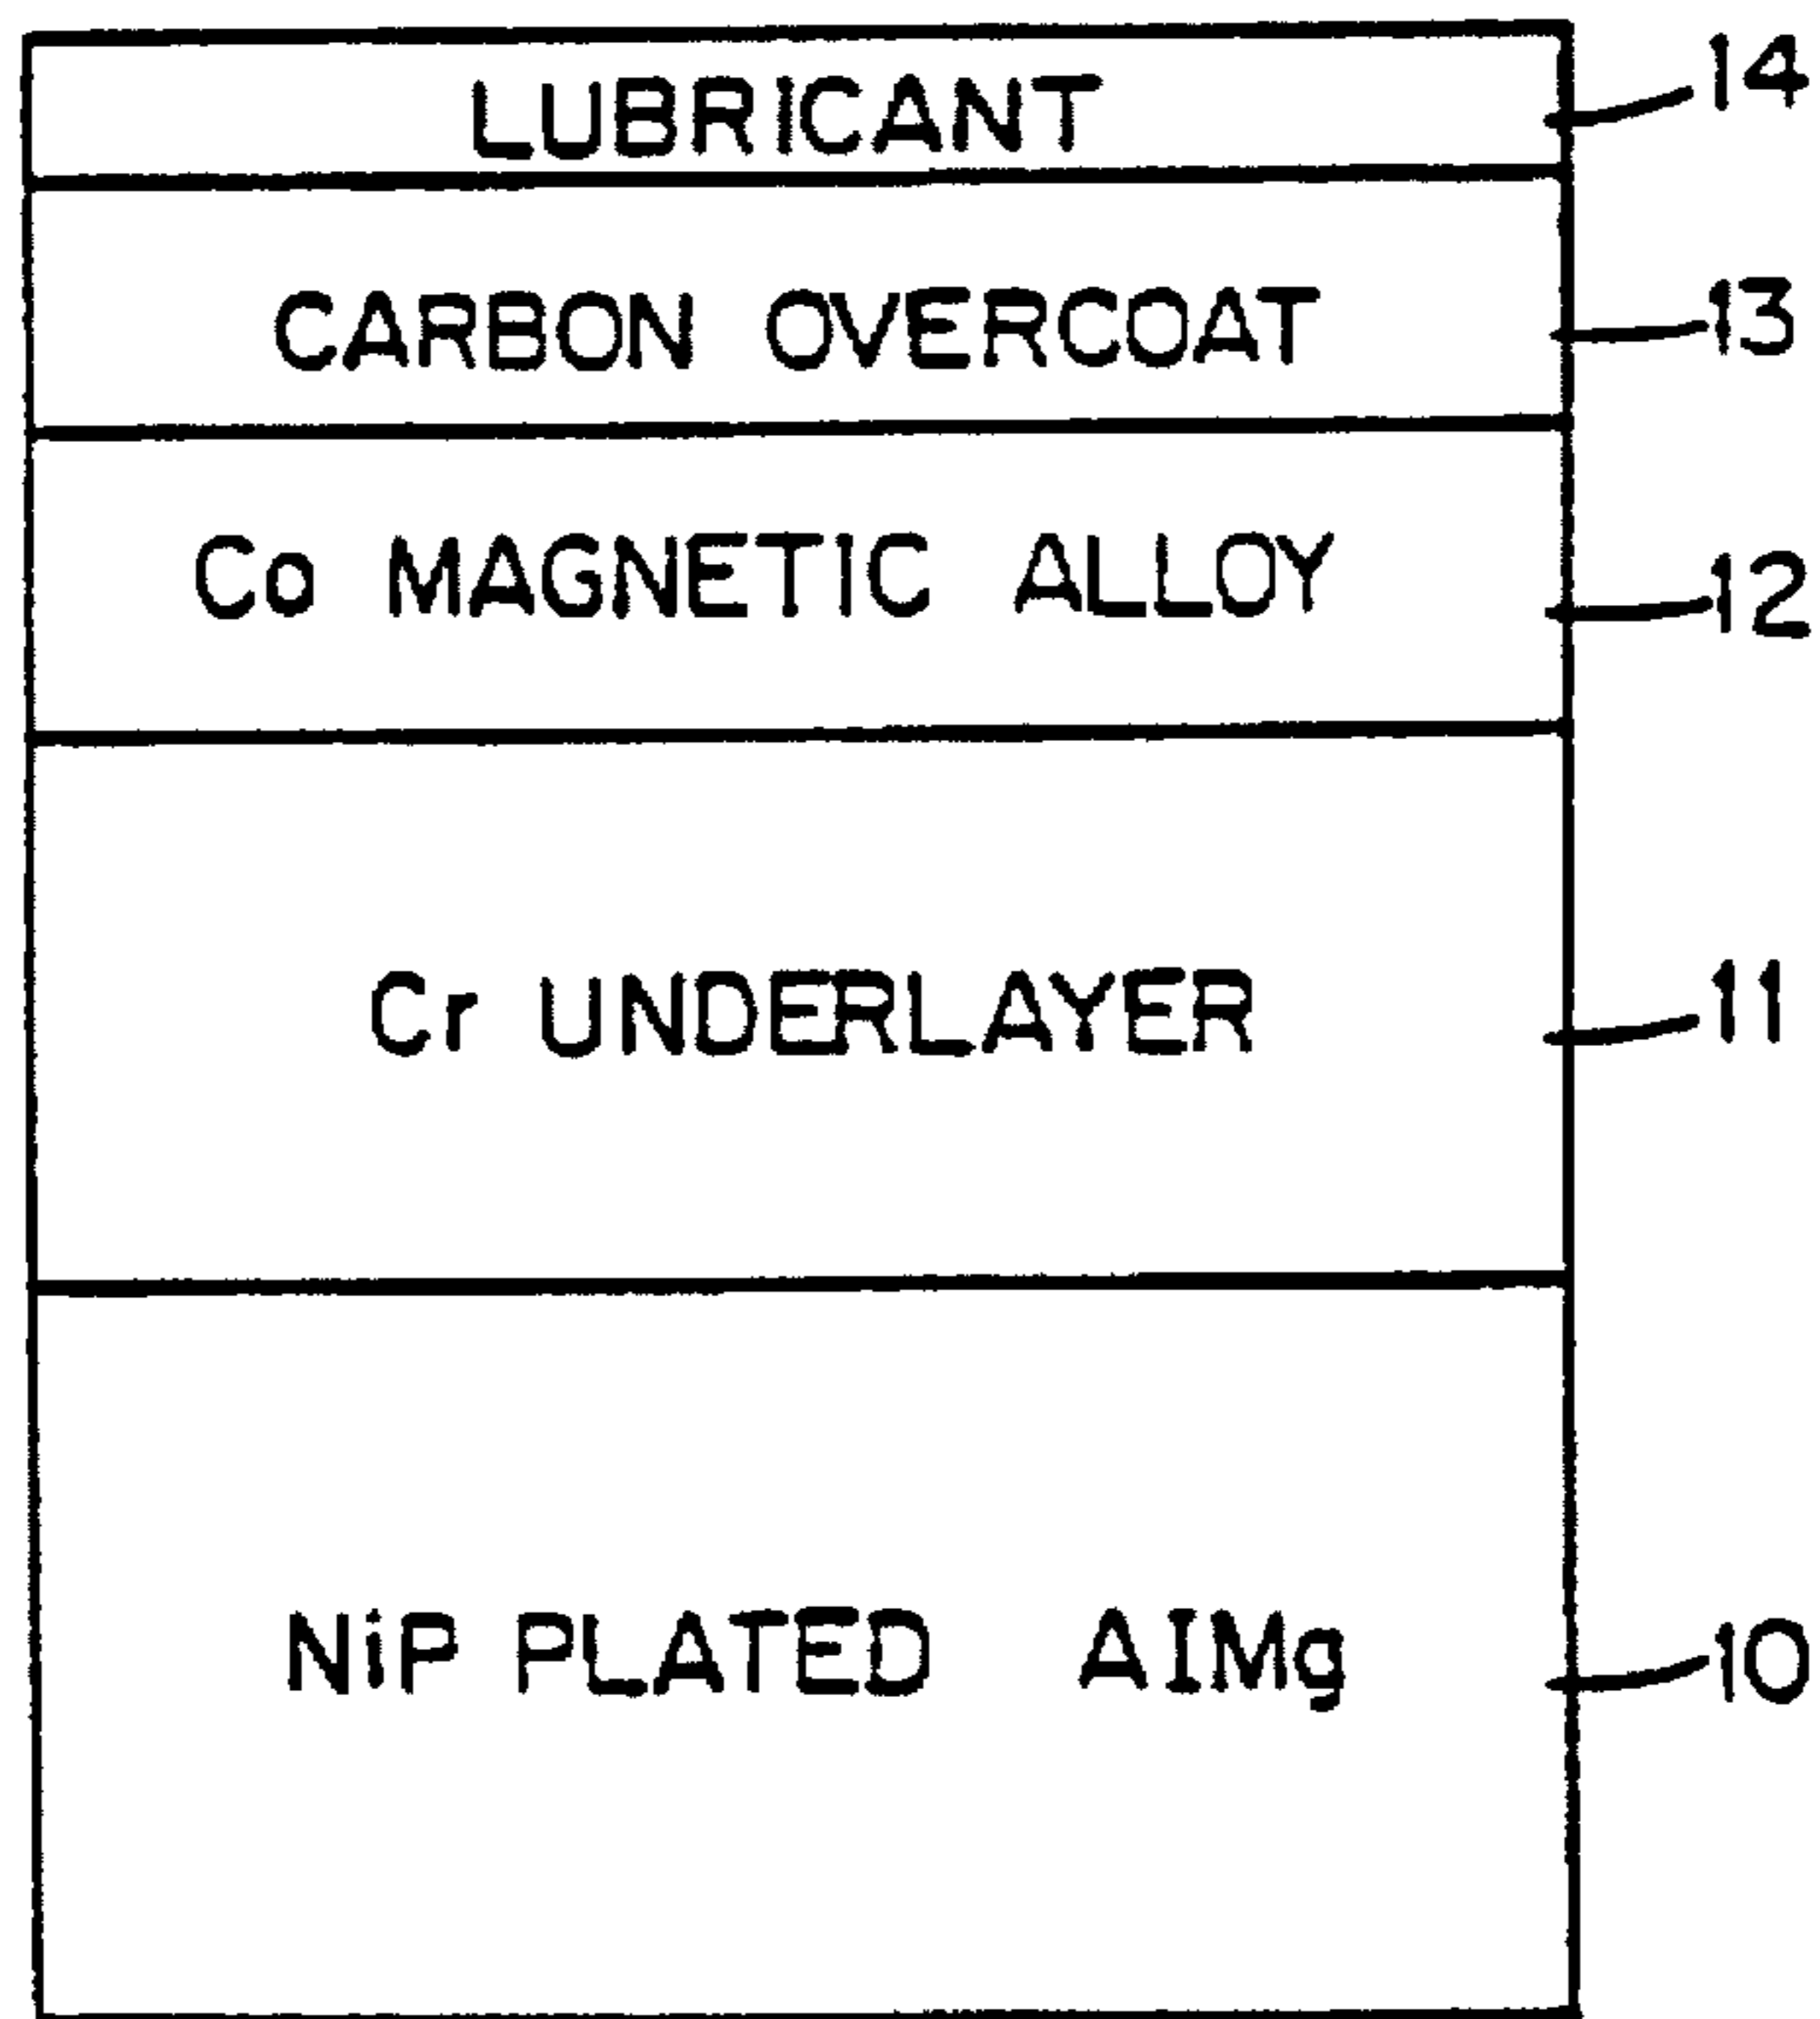 LUBRICANT 14
CARBON OVERCOAT 13
Co MAGNETIC ALLOY 12
Cr UNDERLAYER 11
NiP PLATED AlMg 10